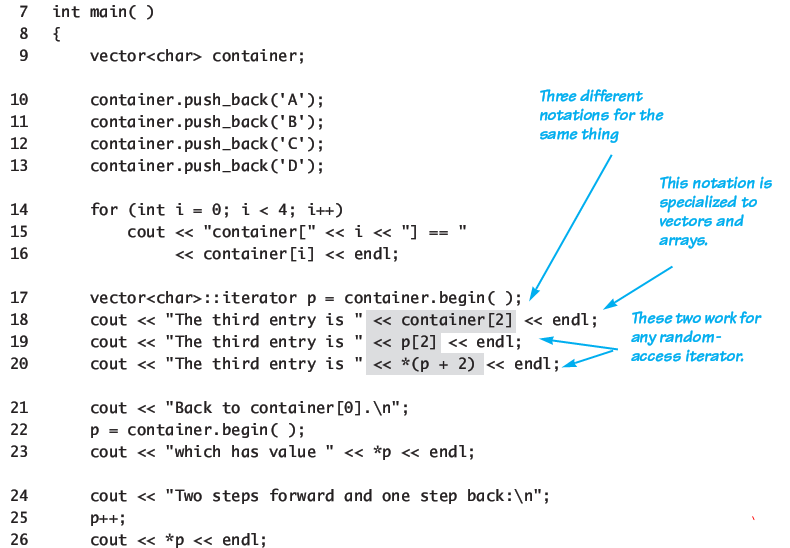 7 int main( )
8 {
9 vector<char> container;
10 container.push_back('A');
11 container.push_back('B');
12 container.push_back('C');
13 container.push_back('D');
14 for (int i = 0; i < 4; i++)
15 cout << "container[" << i << "] == "
16 << container[i] << endl;
17 vector<char>::iterator p = container.begin( );
18 cout << "The third entry is " << container[2] << endl;
19 cout << "The third entry is " << p[2] << endl;
20 cout << "The third entry is " << *(p + 2) << endl;
21 cout << "Back to container[0].\n";
22 p = container.begin( );
23 cout << "which has value " << *p << endl;
24 cout << "Two steps forward and one step back:\n";
25 p++;
26 cout << *p << endl;
Three different
notations for the
same thing
This notation is
specialized to
vectors and
arrays.
These two work for
any random-
access iterator.